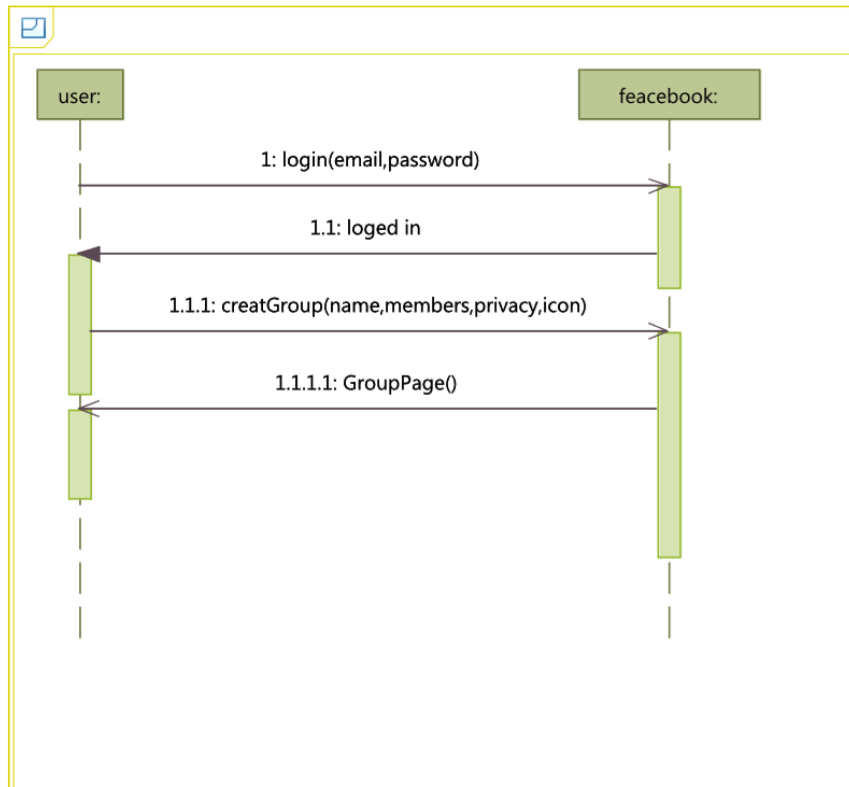 user:
feacebook:
1: login(email,password)
1.1: loged in
1.1.1: creatGroup(name,members,privacy,icon)
1.1.1.1: GroupPage()